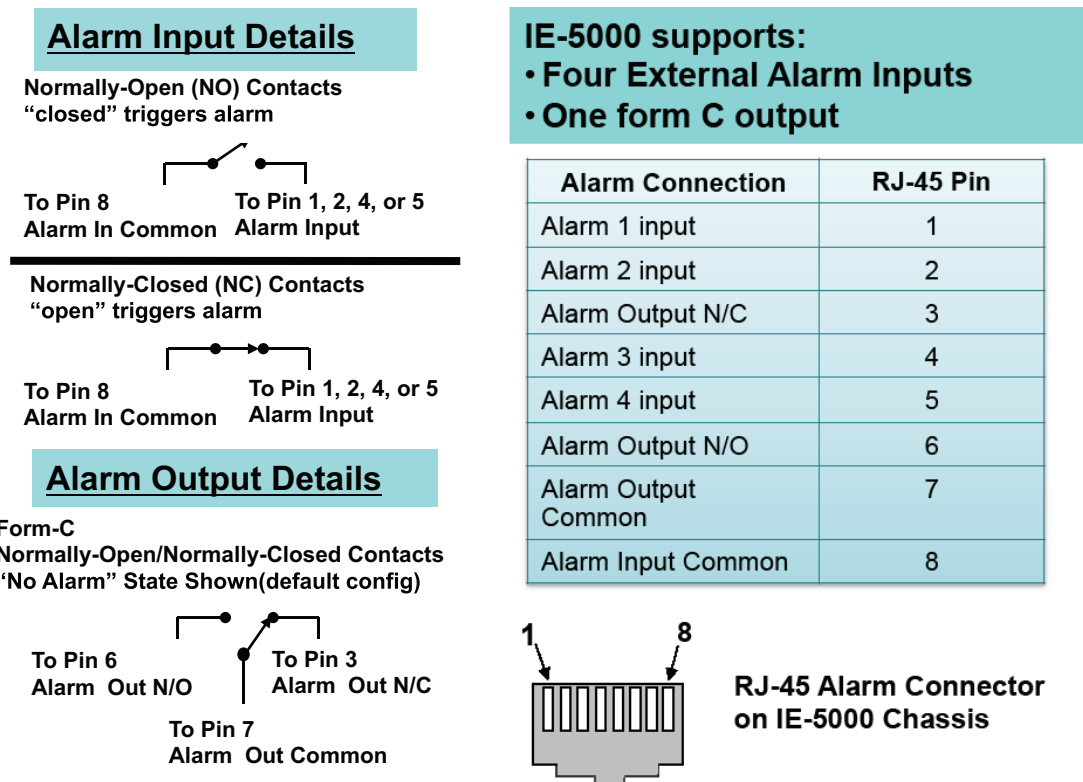 Alarm Input Details
Normally-Open (NO) Contacts
“closed” triggers alarm
To Pin 8
Alarm In Common
To Pin 1, 2, 4, or 5
Alarm Input
Normally-Closed (NC) Contacts
“open” triggers alarm
To Pin 8
Alarm In Common
To Pin 1, 2, 4, or 5
Alarm Input
Alarm Output Details
Form-C
Normally-Open/Normally-Closed Contacts
“No Alarm” State Shown(default config)
To Pin 6
Alarm Out N/O
To Pin 3
Alarm Out N/C
To Pin 7
Alarm Out Common
IE-5000 supports:
• Four External Alarm Inputs
• One form C output
Alarm Connection RJ-45 Pin
Alarm 1 input 1
Alarm 2 input 2
Alarm Output N/C 3
Alarm 3 input 4
Alarm 4 input 5
Alarm Output N/O 6
Alarm Output 7
Common
Alarm Input Common 8
1 8
RJ-45 Alarm Connector
on IE-5000 Chassis